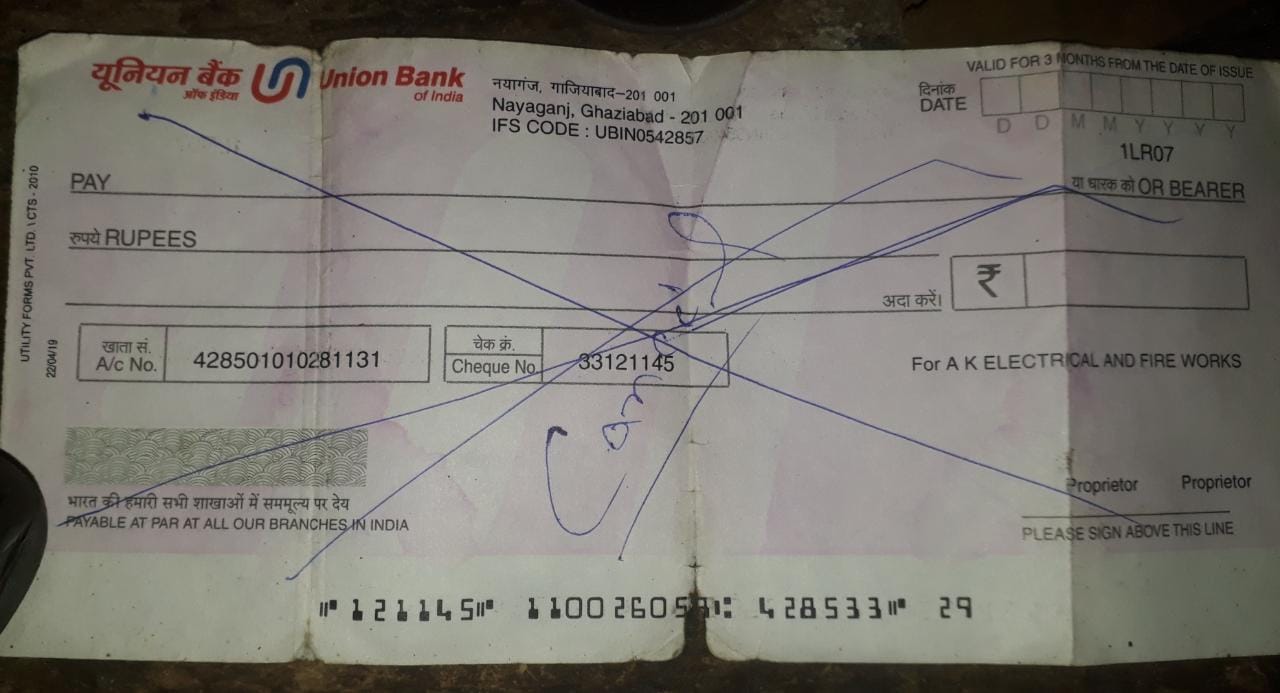 यूनियन बैंक
ऑफ इंडिया
Union Bank
of India
नयागंज, गाजियाबाद-201 001
Nayaganj, Ghaziabad - 201 001
IFS CODE : UBIN0542857
VALID FOR 3 MONTHS FROM THE DATE OF ISSUE
दिनांक
DATE
D D M M Y Y Y Y
1LR07
PAY
या धारक को OR BEARER
रुपये RUPEES
अदा करें।
₹
खाता सं.
A/c No.
428501010281131
चेक क्रं.
Cheque No.
33121145
For A K ELECTRICAL AND FIRE WORKS
Cancel
भारत की हमारी सभी शाखाओं में सममूल्य पर देय
PAYABLE AT PAR AT ALL OUR BRANCHES IN INDIA
Proprietor Proprietor
PLEASE SIGN ABOVE THIS LINE
UTILITY FORMS PVT. LTD. \ CTS - 2010
22/04/19
⑈121145⑈ 110026059⑆ 428533⑈ 29